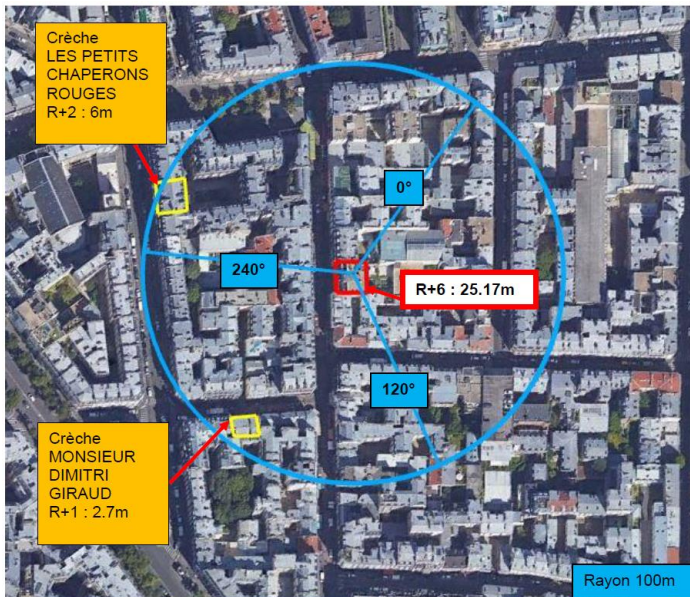 Crèche
LES PETITS
CHAPERONS
ROUGES
R+2 : 6m
0°
240°
R+6 : 25.17m
120°
Crèche
MONSIEUR
DIMITRI
GIRAUD
R+1 : 2.7m
Rayon 100m